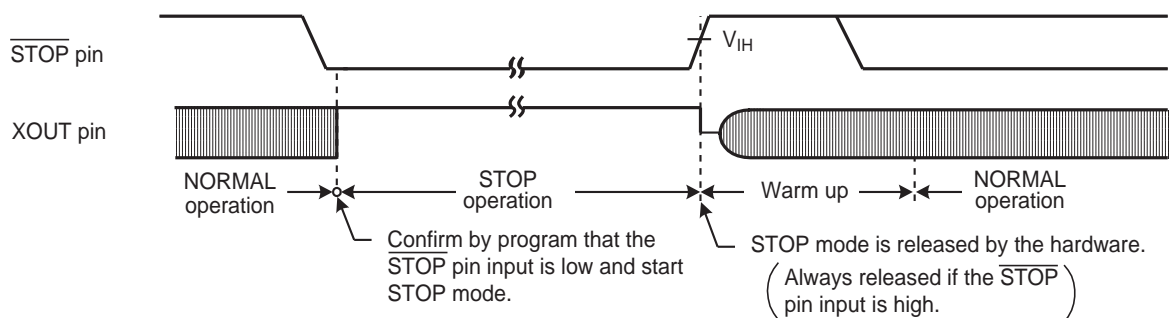 STOP pin
VIH
XOUT pin
NORMAL operation
STOP operation
Warm up
NORMAL operation
Confirm by program that the
STOP pin input is low and start
STOP mode.
STOP mode is released by the hardware.
( Always released if the STOP
pin input is high. )